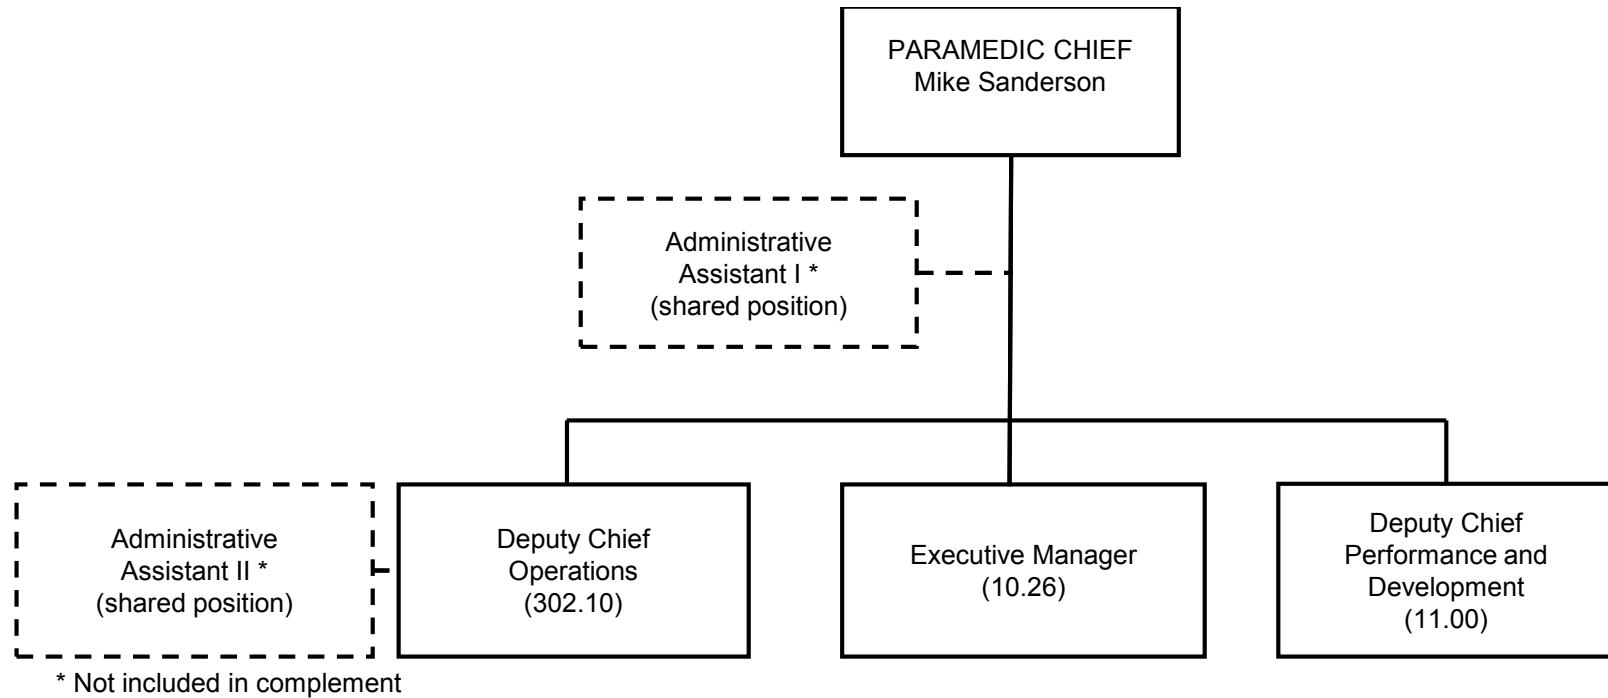 PARAMEDIC CHIEF
Mike Sanderson
Administrative
Assistant I *
(shared position)
Administrative
Assistant II *
(shared position)
Deputy Chief
Operations
(302.10)
Executive Manager
(10.26)
Deputy Chief
Performance and
Development
(11.00)
* Not included in complement